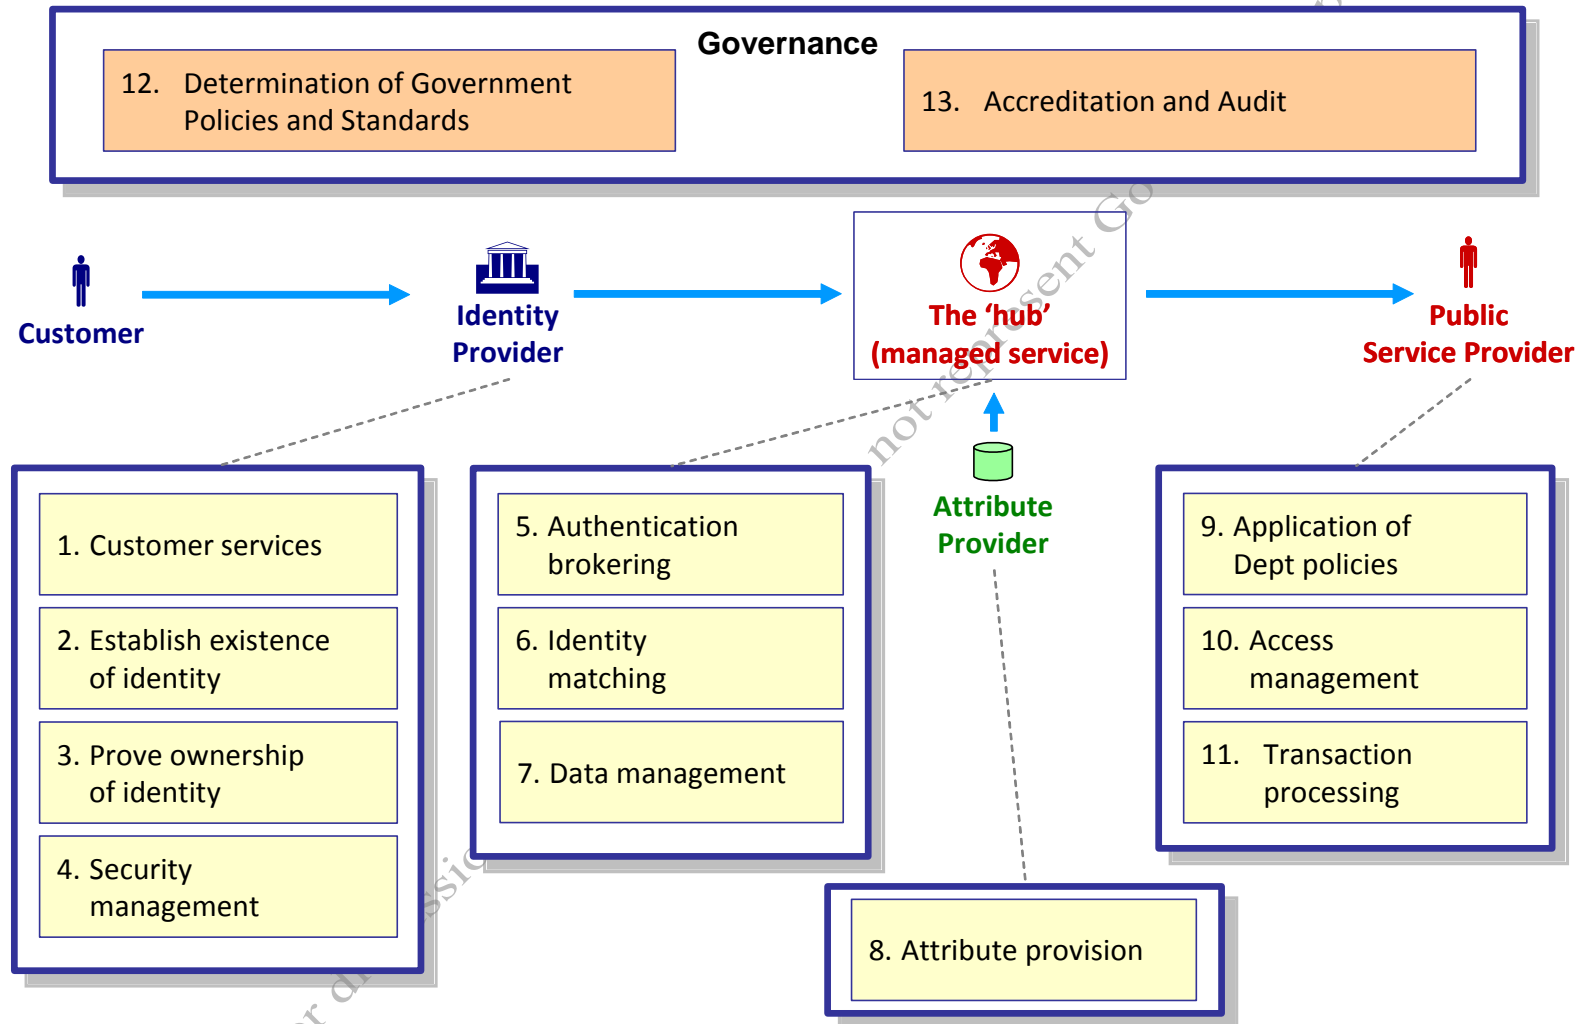 Governance
12. Determination of Government
Policies and Standards
13. Accreditation and Audit
Customer
Identity
Provider
The ‘hub’
(managed service)
Public
Service Provider
Attribute
Provider
1. Customer services
2. Establish existence
of identity
3. Prove ownership
of identity
4. Security
management
5. Authentication
brokering
6. Identity
matching
7. Data management
8. Attribute provision
9. Application of
Dept policies
10. Access
management
11. Transaction
processing
not represent